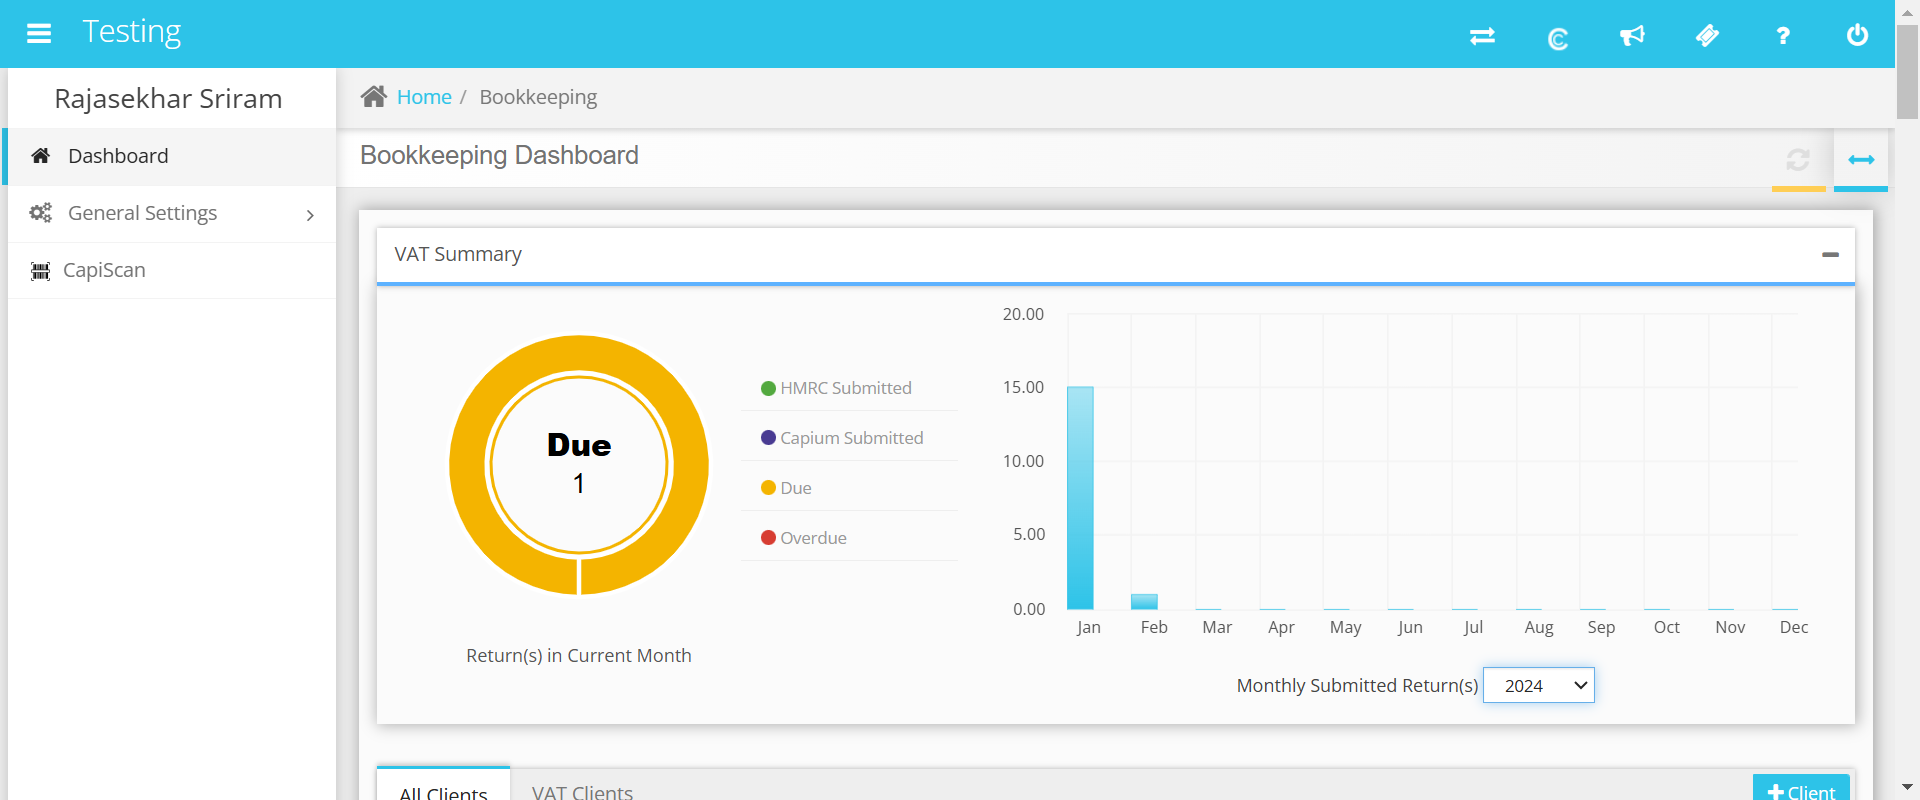 Testing
?
Rajasekhar Sriram
Home / Bookkeeping
Dashboard
Bookkeeping Dashboard
General Settings
CapiScan
VAT Summary
Due
1
Return(s) in Current Month
HMRC Submitted
Capium Submitted
Due
Overdue
20.00
15.00
10.00
5.00
0.00
Jan Feb Mar Apr May Jun Jul Aug Sep Oct Nov Dec
Monthly Submitted Return(s) 2024
All Clients VAT Clients
+ Client